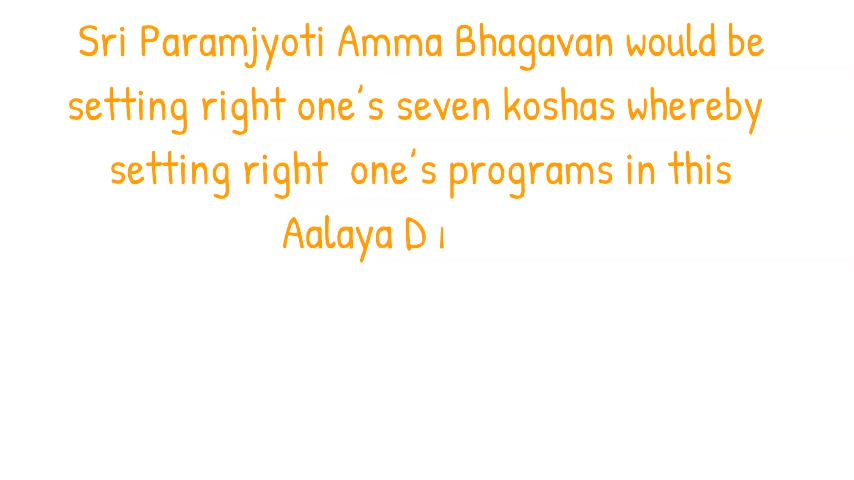 Sri Paramjyoti Amma Bhagavan would be
setting right one's seven koshas whereby
setting right one's programs in this
Aalaya D